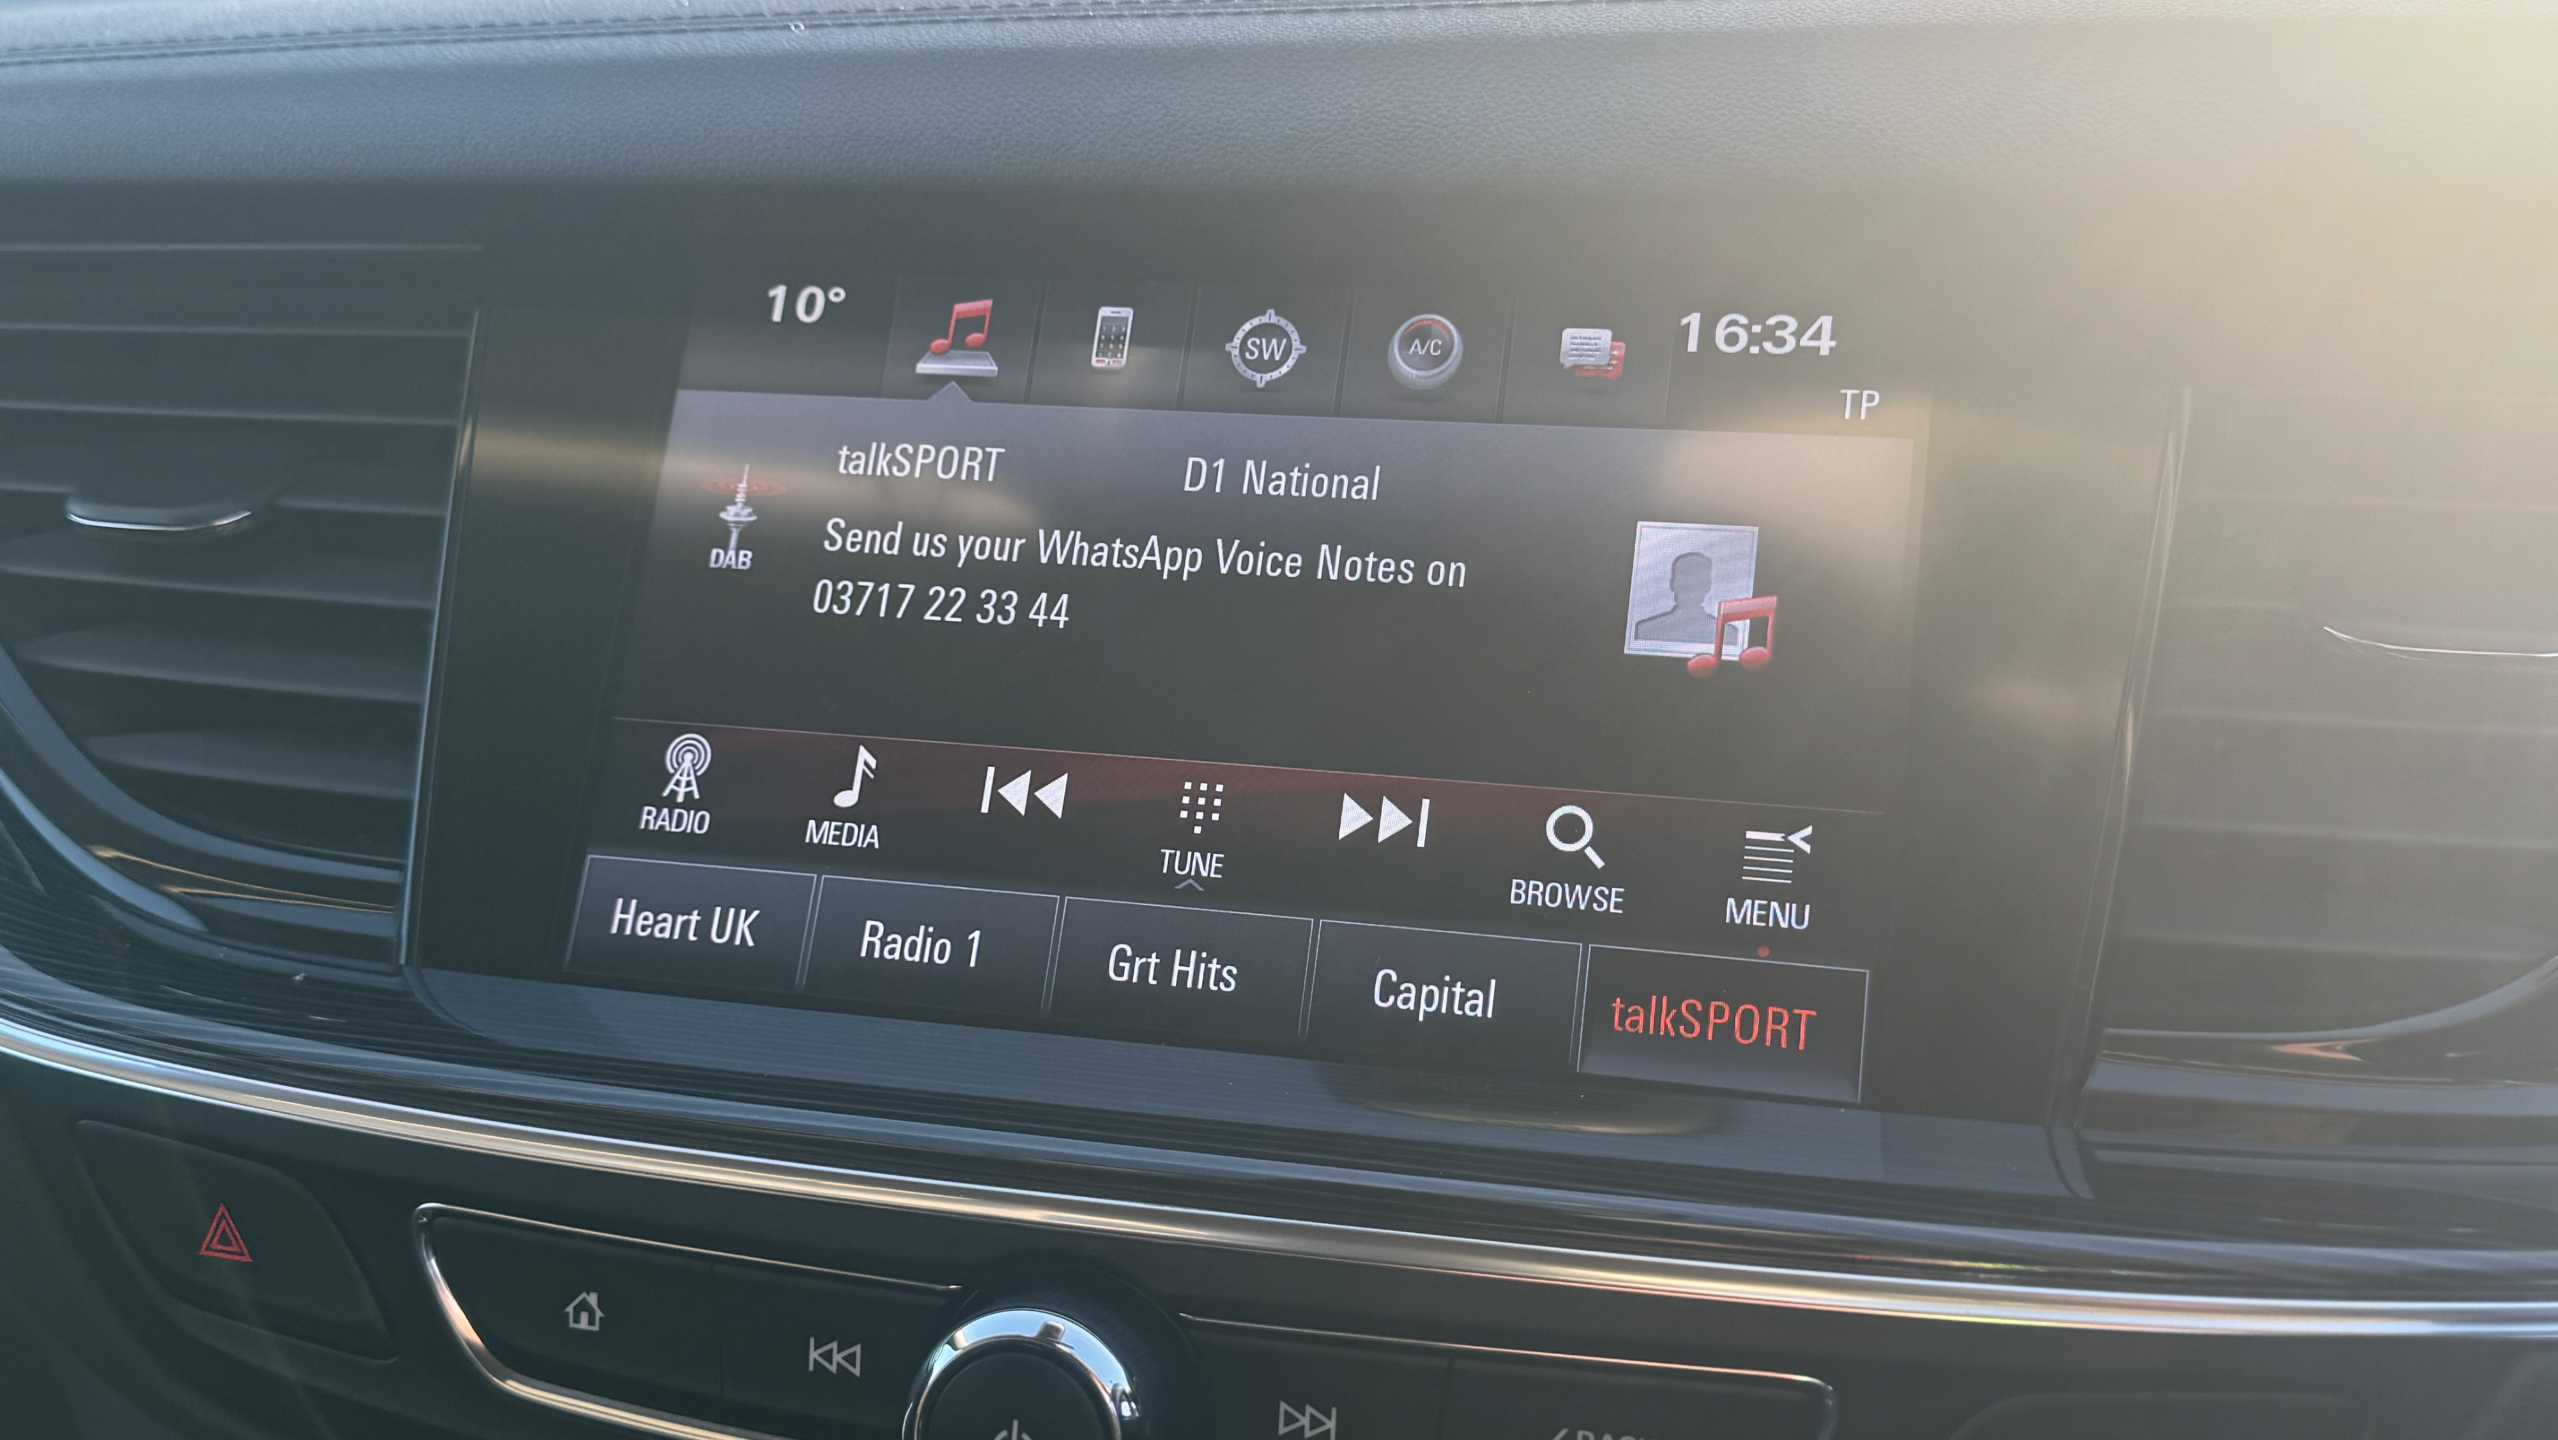 10°
SW
A/C
16:34
TP
talkSPORT
D1 National
DAB
Send us your WhatsApp Voice Notes on
03717 22 33 44
RADIO
MEDIA
TUNE
BROWSE
MENU
Heart UK
Radio 1
Grt Hits
Capital
talkSPORT